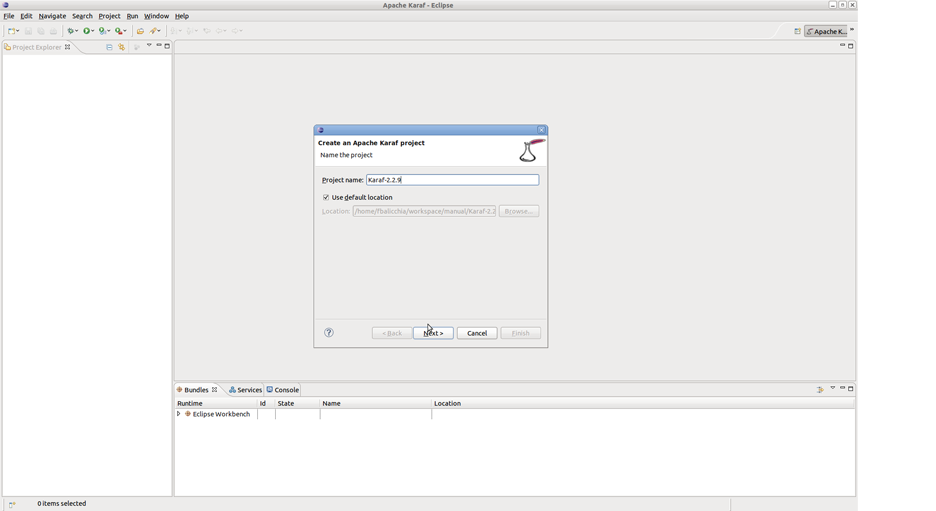 Apache Karaf - Eclipse
File Edit Navigate Search Project Run Window Help
Apache K...
Project Explorer
Create an Apache Karaf project
Name the project
Project name: Karaf-2.2.9
Use default location
Location: /home/fbalicchia/workspace/manual/Karaf-2.2 Browse...
< Back Next > Cancel Finish
Bundles Services Console
Runtime Id State Name Location
Eclipse Workbench
0 items selected